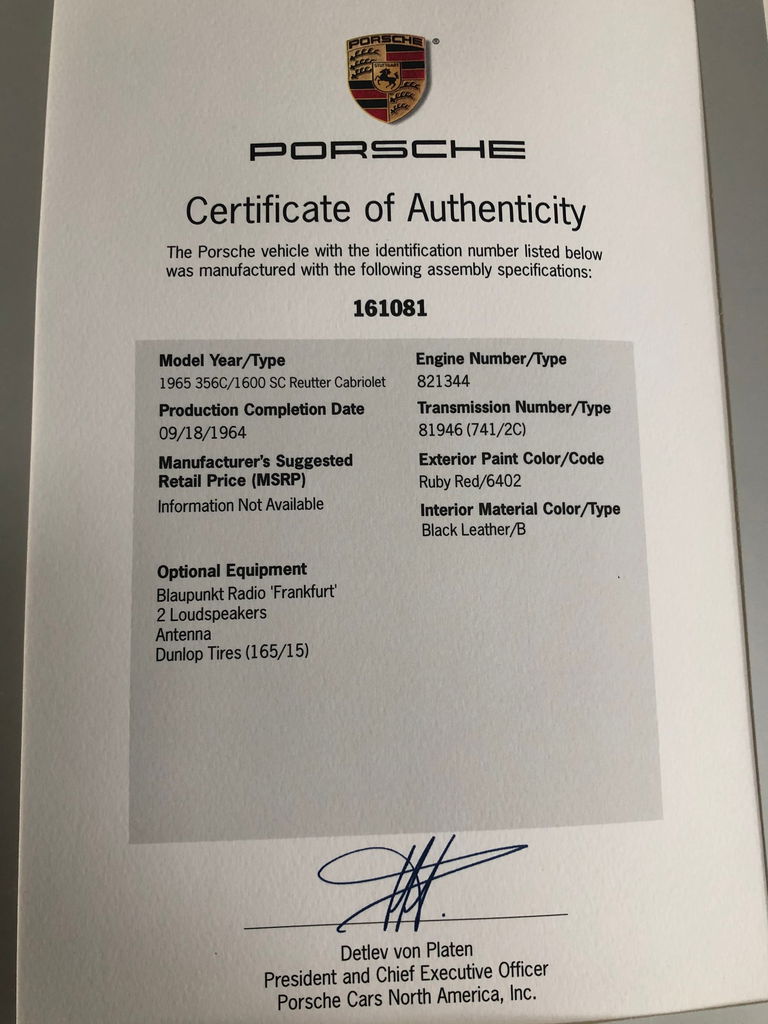 PORSCHE
STUTTGART
®
PORSCHE
Certificate of Authenticity
The Porsche vehicle with the identification number listed below
was manufactured with the following assembly specifications:
161081
Model Year/Type
1965 356C/1600 SC Reutter Cabriolet
Production Completion Date
09/18/1964
Manufacturer's Suggested
Retail Price (MSRP)
Information Not Available
Engine Number/Type
821344
Transmission Number/Type
81946 (741/2C)
Exterior Paint Color/Code
Ruby Red/6402
Interior Material Color/Type
Black Leather/B
Optional Equipment
Blaupunkt Radio 'Frankfurt'
2 Loudspeakers
Antenna
Dunlop Tires (165/15)
Detlev von Platen
President and Chief Executive Officer
Porsche Cars North America, Inc.